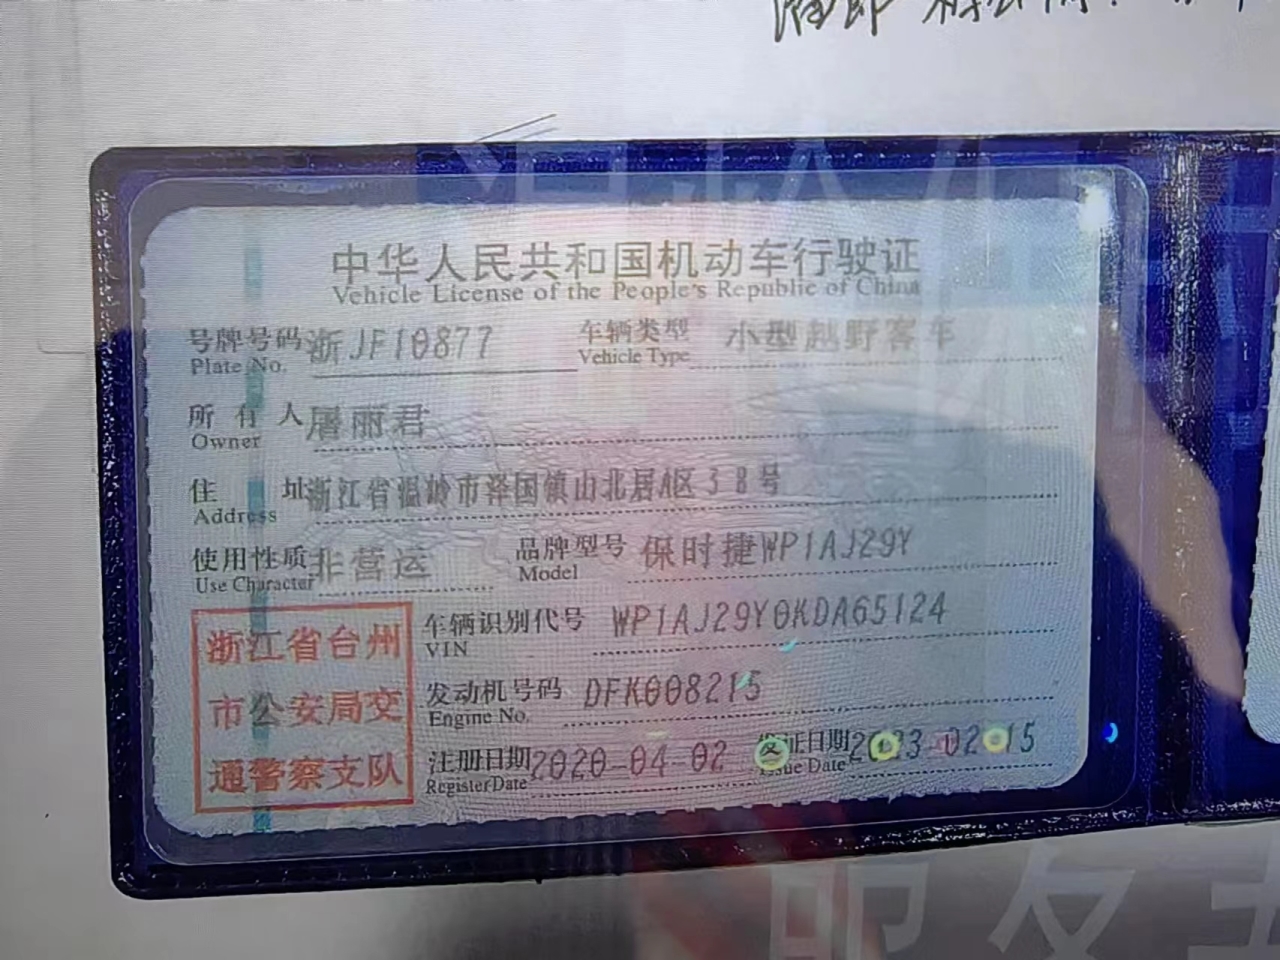 中华人民共和国机动车行驶证
Vehicle License of the People's Republic of China
号牌号码 浙JF10877 车辆类型 小型越野客车
Plate No. Vehicle Type
所有人 屠丽君
Owner
住址 浙江省温岭市泽国镇山北居A区38号
Address
使用性质 非营运 品牌型号 保时捷WP1AJ29Y
Use Character Model
浙江省台州
市公安局交
通警察支队
车辆识别代号 WP1AJ29Y0KDA65124
VIN
发动机号码 DFK008215
Engine No.
注册日期 2020-04-02 发证日期 2023-02-15
Register Date Issue Date